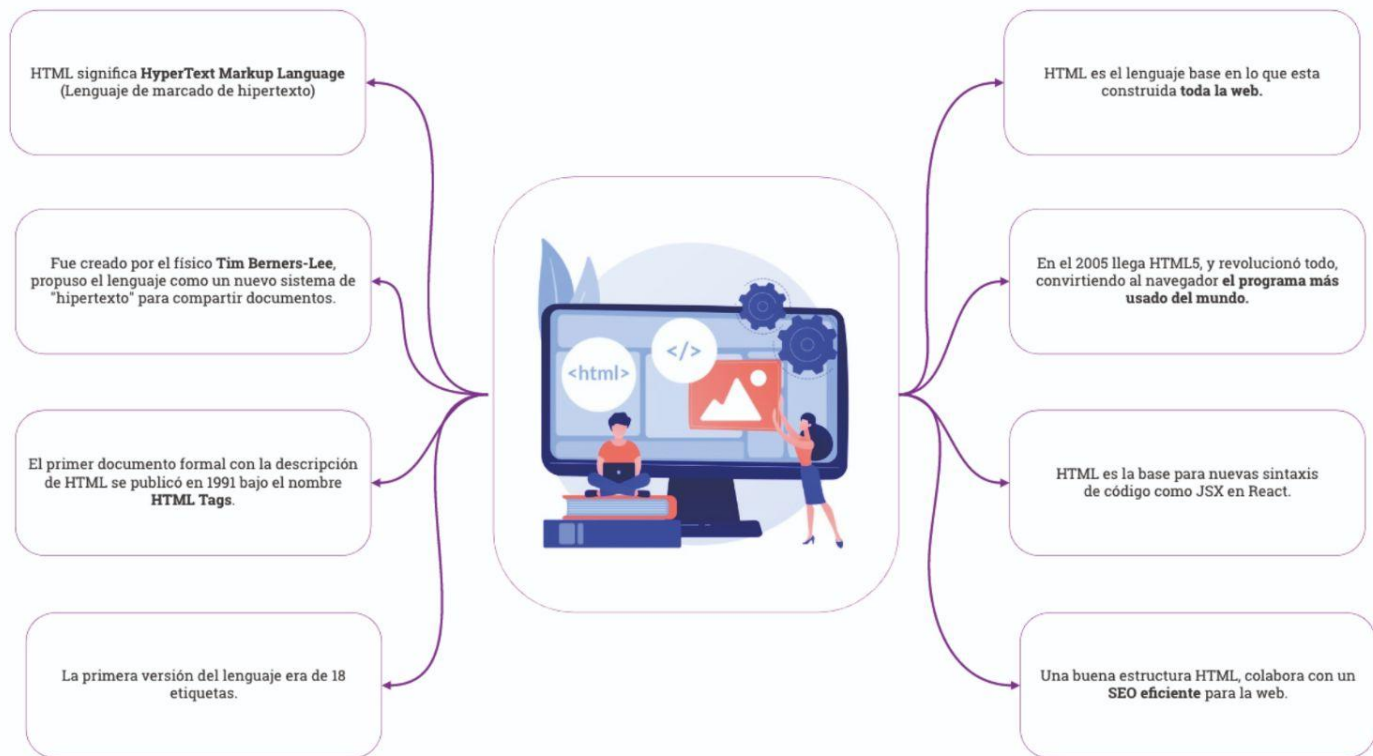 HTML significa HyperText Markup Language
(Lenguaje de marcado de hipertexto)
Fue creado por el físico Tim Berners-Lee,
propuso el lenguaje como un nuevo sistema de
"hipertexto" para compartir documentos.
El primer documento formal con la descripción
de HTML se publicó en 1991 bajo el nombre
HTML Tags.
La primera versión del lenguaje era de 18
etiquetas.
<html>
</>
HTML es el lenguaje base en lo que esta
construida toda la web.
En el 2005 llega HTML5, y revolucionó todo,
convirtiendo al navegador el programa más
usado del mundo.
HTML es la base para nuevas sintaxis
de código como JSX en React.
Una buena estructura HTML, colabora con un
SEO eficiente para la web.